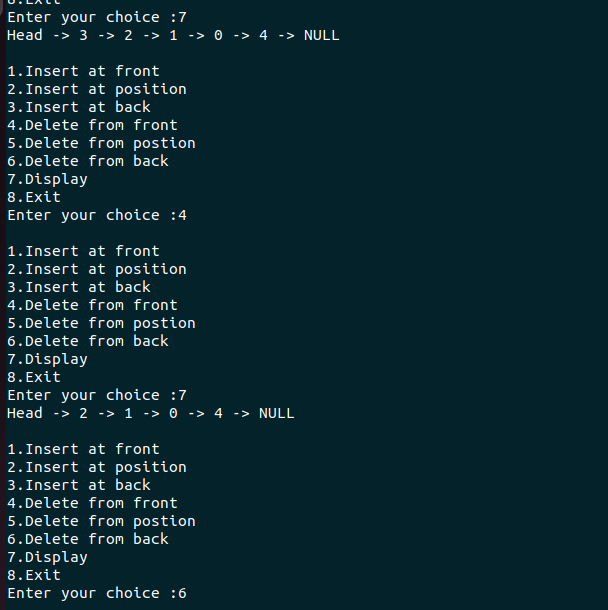 8.Exit
Enter your choice :7
Head -> 3 -> 2 -> 1 -> 0 -> 4 -> NULL
1.Insert at front
2.Insert at position
3.Insert at back
4.Delete from front
5.Delete from postion
6.Delete from back
7.Display
8.Exit
Enter your choice :4
1.Insert at front
2.Insert at position
3.Insert at back
4.Delete from front
5.Delete from postion
6.Delete from back
7.Display
8.Exit
Enter your choice :7
Head -> 2 -> 1 -> 0 -> 4 -> NULL
1.Insert at front
2.Insert at position
3.Insert at back
4.Delete from front
5.Delete from postion
6.Delete from back
7.Display
8.Exit
Enter your choice :6